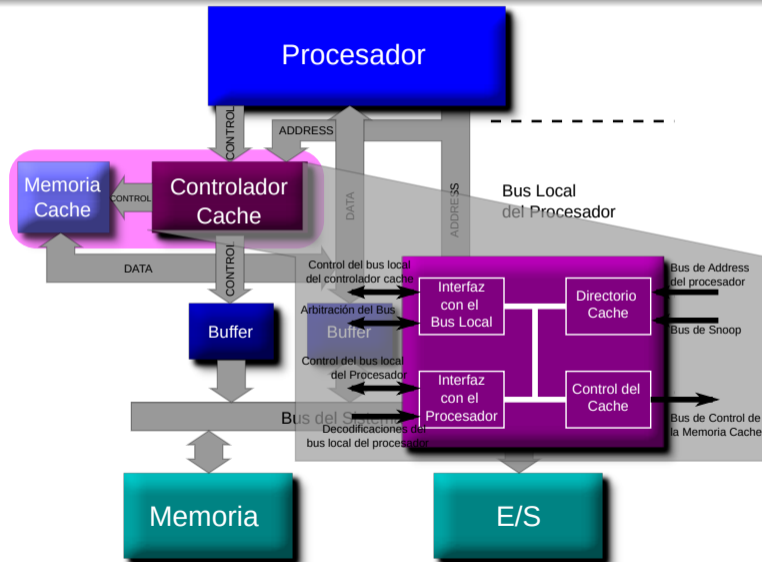 Procesador
CONTROL
ADDRESS
Memoria
Cache
CONTROL
Controlador
Cache
DATA
ADDRESS
Bus Local
del Procesador
DATA
CONTROL
Control del bus local
del controlador cache
Interfaz
con el
Bus Local
Directorio
Cache
Bus de Address
del procesador
Arbitración del Bus
Bus de Snoop
Buffer
Buffer
Control del bus local
del Procesador
Interfaz
con el
Procesador
Control del
Cache
Bus del Sistema
Decodificaciones del
bus local del procesador
Bus de Control de
la Memoria Cache
Memoria
E/S